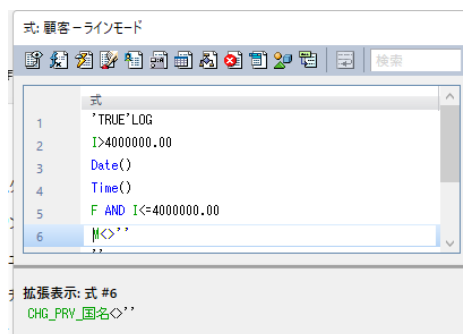 式: 顧客－ラインモード
検索
式
1 'TRUE'LOG
2 I>4000000.00
3 Date()
4 Time()
5 F AND I<=4000000.00
6 M<>''
''
拡張表示: 式 #6
CHG_PRV_国名<>''